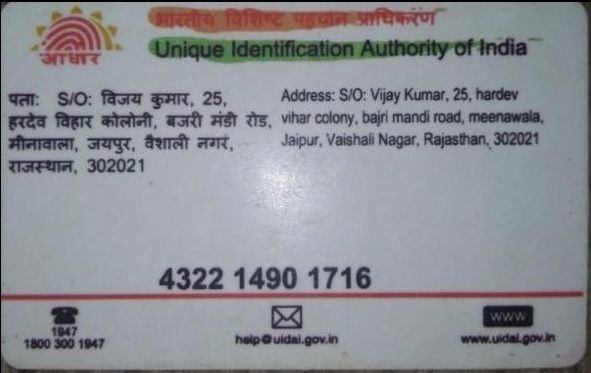 भारतीय विशिष्ट पहचान प्राधिकरण
Unique Identification Authority of India
आधार
पता: S/O: विजय कुमार, 25,
हरदेव विहार कोलोनी, बजरी मंडी रोड,
मीनावाला, जयपुर, वैशाली नगर,
राजस्थान, 302021
Address: S/O: Vijay Kumar, 25, hardev
vihar colony, bajri mandi road, meenawala,
Jaipur, Vaishali Nagar, Rajasthan, 302021
4322 1490 1716
1947
1800 300 1947
help@uidai.gov.in
www
www.uidai.gov.in